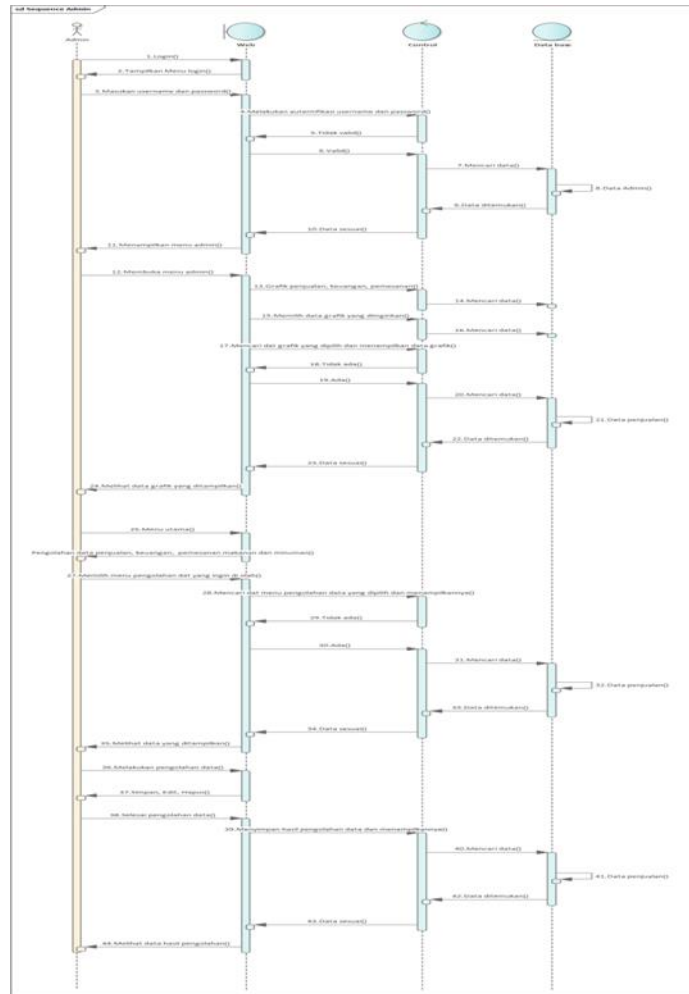 sd Sequence Admin
Admin
Web
Control
Data base
1.Login()
2.Tampilkan Menu login()
3.Masukan username dan password()
4.Melakukan autentifikasi username dan password()
5.Tidak valid()
6.Valid()
7.Mencari data()
8.Data Admin()
9.Data ditemukan()
10.Data sesuai()
11.Menampilkan menu admin()
12.Membuka menu admin()
13.Grafik penjualan, keuangan, pemesanan()
14.Mencari data()
15.Memilih data grafik yang diinginkan()
16.Mencari data()
17.Mencari dat grafik yang dipilih dan menampilkan data grafik()
18.Tidak ada()
19.Ada()
20.Mencari data()
21.Data penjualan()
22.Data ditemukan()
23.Data sesuai()
24.Melihat data grafik yang ditampilkan()
25.Menu utama()
Pengolahan data penjualan, keuangan, pemesanan makanan dan minuman()
27.Memilih menu pengolahan dat yang ingin di
28.Mencari dat menu pengolahan data yang dipilih dan menampilkannya()
29.Tidak ada()
30.Ada()
31.Mencari data()
32.Data penjualan()
33.Data ditemukan()
34.Data sesuai()
35.Melihat data yang ditampilkan()
36.Melakukan pengolahan data()
37.Simpan, Edit, Hapus()
38.Selesai pengolahan data()
39.Menyimpan hasil pengolahan data dan menampilkannya()
40.Mencari data()
41.Data penjualan()
42.Data ditemukan()
43.Data sesuai()
44.Melihat data hasil pengolahan()